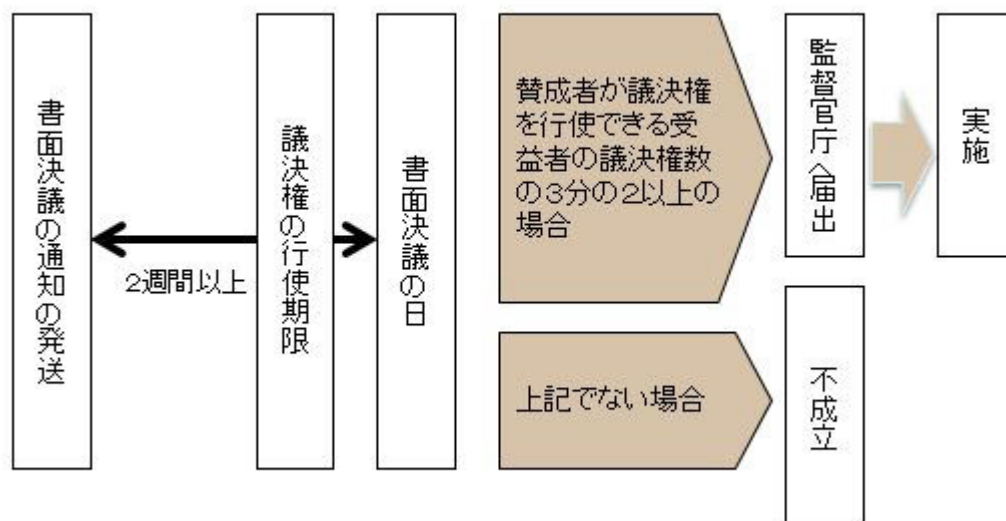 書面決議の通知の発送
2週間以上
議決権の行使期限
書面決議の日
賛成者が議決権
を行使できる受
益者の議決権数
の3分の2以上の
場合
監督官庁へ届出
実施
上記でない場合
不成立